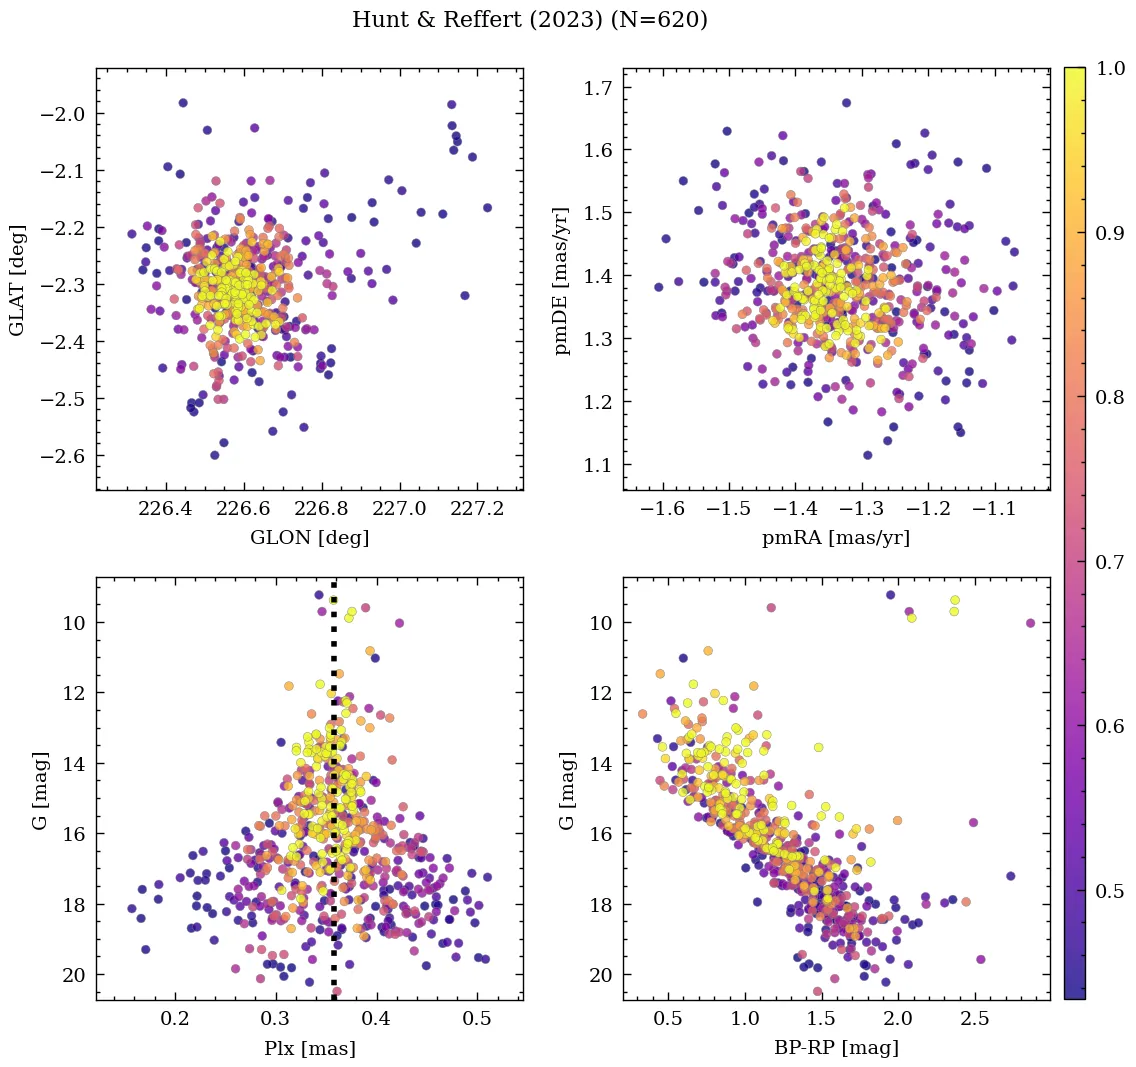 Hunt & Reffert (2023) (N=620)
−2.0
−2.1
−2.2
−2.3
−2.4
−2.5
−2.6
GLAT [deg]
226.4 226.6 226.8 227.0 227.2
GLON [deg]
1.7
1.6
1.5
1.4
1.3
1.2
1.1
pmDE [mas/yr]
−1.6 −1.5 −1.4 −1.3 −1.2 −1.1
pmRA [mas/yr]
1.0
0.9
0.8
0.7
0.6
0.5
10
12
14
16
18
20
G [mag]
0.2 0.3 0.4 0.5
Plx [mas]
10
12
14
16
18
20
G [mag]
0.5 1.0 1.5 2.0 2.5
BP-RP [mag]